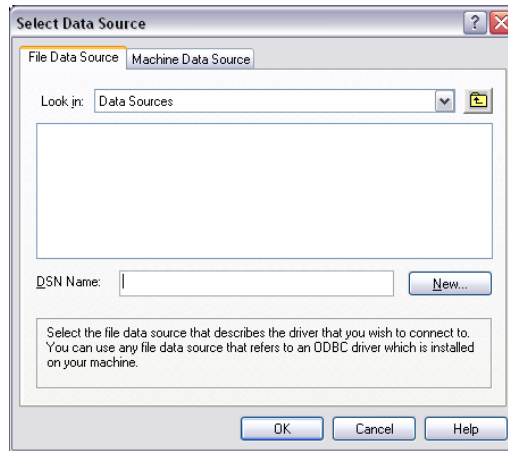 Select Data Source
File Data Source Machine Data Source
Look in: Data Sources
DSN Name: New...
Select the file data source that describes the driver that you wish to connect to.
You can use any file data source that refers to an ODBC driver which is installed
on your machine.
OK Cancel Help